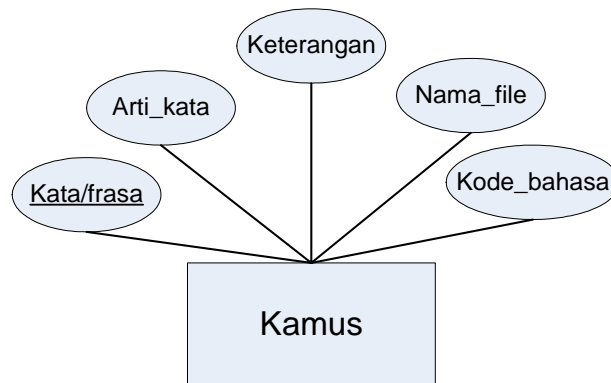 Keterangan
Arti_kata
Nama_file
Kata/frasa
Kode_bahasa
Kamus